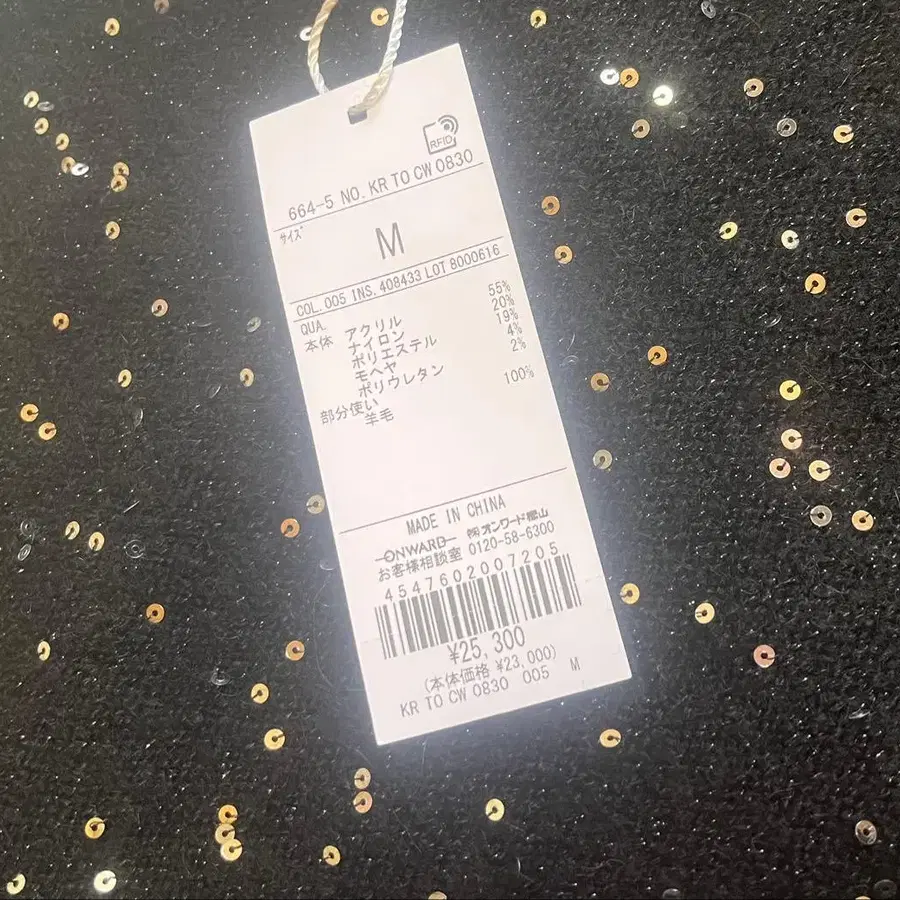 RFID
664-5 NO. KR TO CW 0830
サイズ
M
COL. 005 INS. 408433 LOT 8000616
QUA.
本体 アクリル 55%
ナイロン 20%
ポリエステル 19%
モヘヤ 4%
ポリウレタン 2%
部分使い
羊毛 100%
MADE IN CHINA
ONWARD ㈱オンワード樫山
お客様相談室 0120-58-6300
4547602007205
¥25,300
(本体価格 ¥23,000)
KR TO CW 0830 005 M